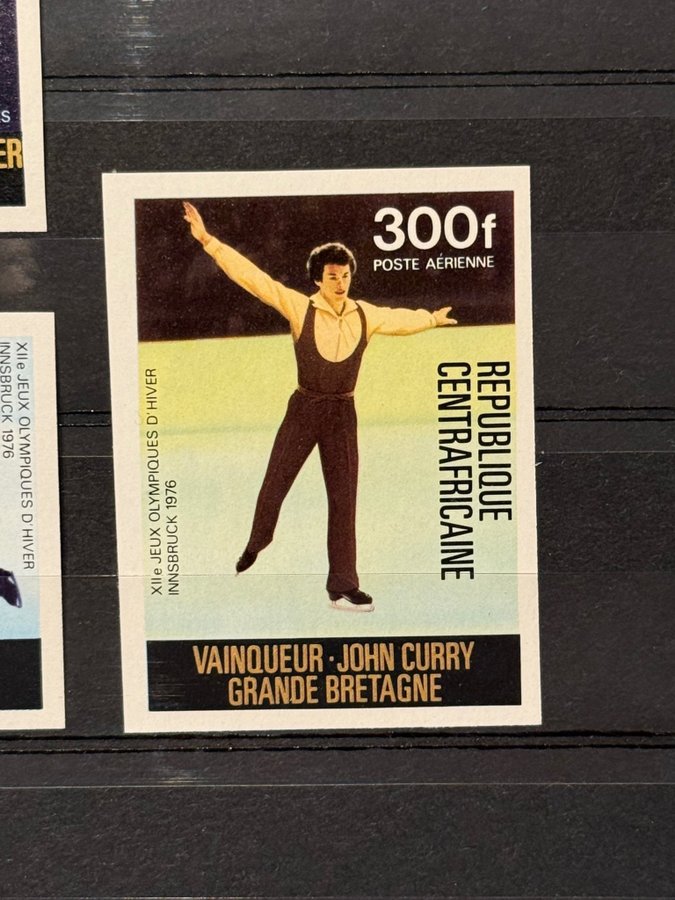 S
ER
XIIe JEUX OLYMPIQUES D'HIVER
INNSBRUCK 1976
300f
POSTE AÉRIENNE
XIIe JEUX OLYMPIQUES D'HIVER
INNSBRUCK 1976
REPUBLIQUE
CENTRAFRICAINE
VAINQUEUR · JOHN CURRY
GRANDE BRETAGNE